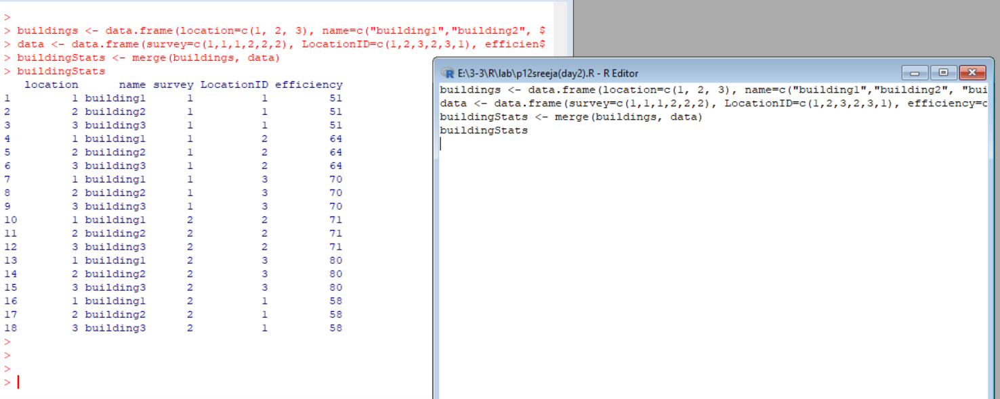 >
> buildings <- data.frame(location=c(1, 2, 3), name=c("building1","building2", $
> data <- data.frame(survey=c(1,1,1,2,2,2), LocationID=c(1,2,3,2,3,1), efficien$
> buildingStats <- merge(buildings, data)
> buildingStats
location name survey LocationID efficiency
1 1 building1 1 1 51
2 2 building2 1 1 51
3 3 building3 1 1 51
4 1 building1 1 2 64
5 2 building2 1 2 64
6 3 building3 1 2 64
7 1 building1 1 3 70
8 2 building2 1 3 70
9 3 building3 1 3 70
10 1 building1 2 2 71
11 2 building2 2 2 71
12 3 building3 2 2 71
13 1 building1 2 3 80
14 2 building2 2 3 80
15 3 building3 2 3 80
16 1 building1 2 1 58
17 2 building2 2 1 58
18 3 building3 2 1 58
>
>
>
>
E:\3-3\R\lab\p12sreeja(day2).R - R Editor
buildings <- data.frame(location=c(1, 2, 3), name=c("building1","building2", "bui
data <- data.frame(survey=c(1,1,1,2,2,2), LocationID=c(1,2,3,2,3,1), efficiency=c
buildingStats <- merge(buildings, data)
buildingStats